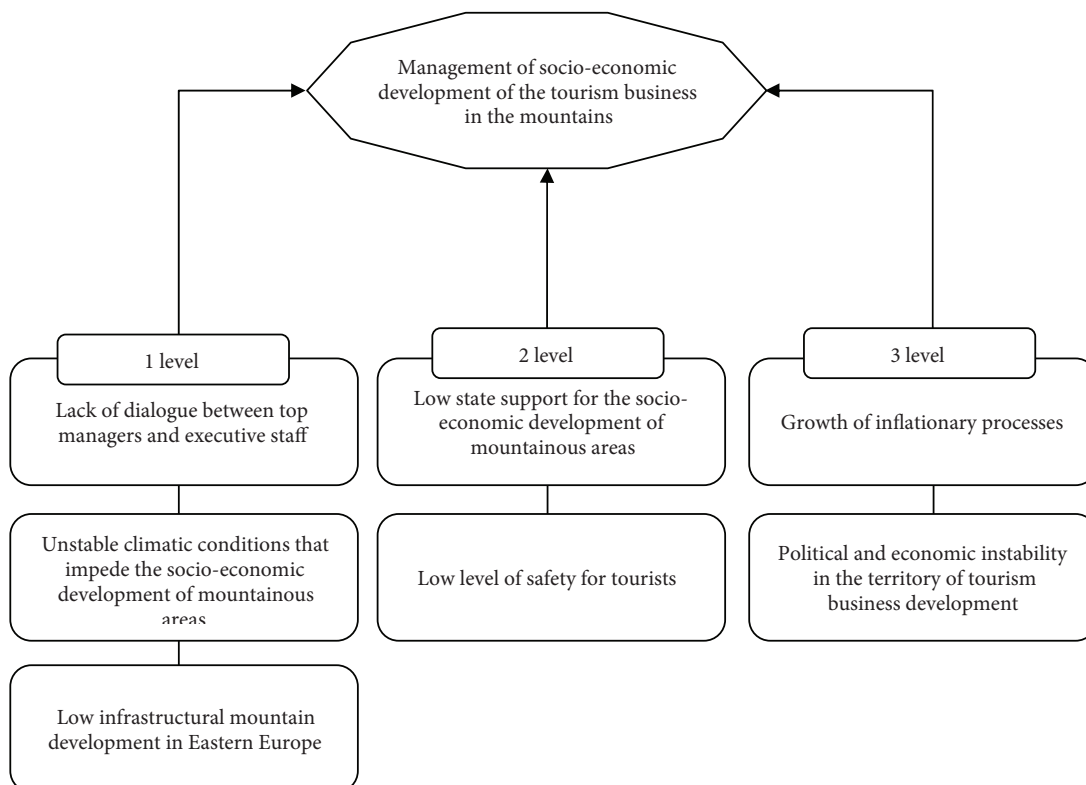 Management of socio-economic
development of the tourism business
in the mountains
1 level
Lack of dialogue between top
managers and executive staff
Unstable climatic conditions that
impede the socio-economic
development of mountainous
areas
Low infrastructural mountain
development in Eastern Europe
2 level
Low state support for the socio-
economic development of
mountainous areas
Low level of safety for tourists
3 level
Growth of inflationary processes
Political and economic instability
in the territory of tourism
business development